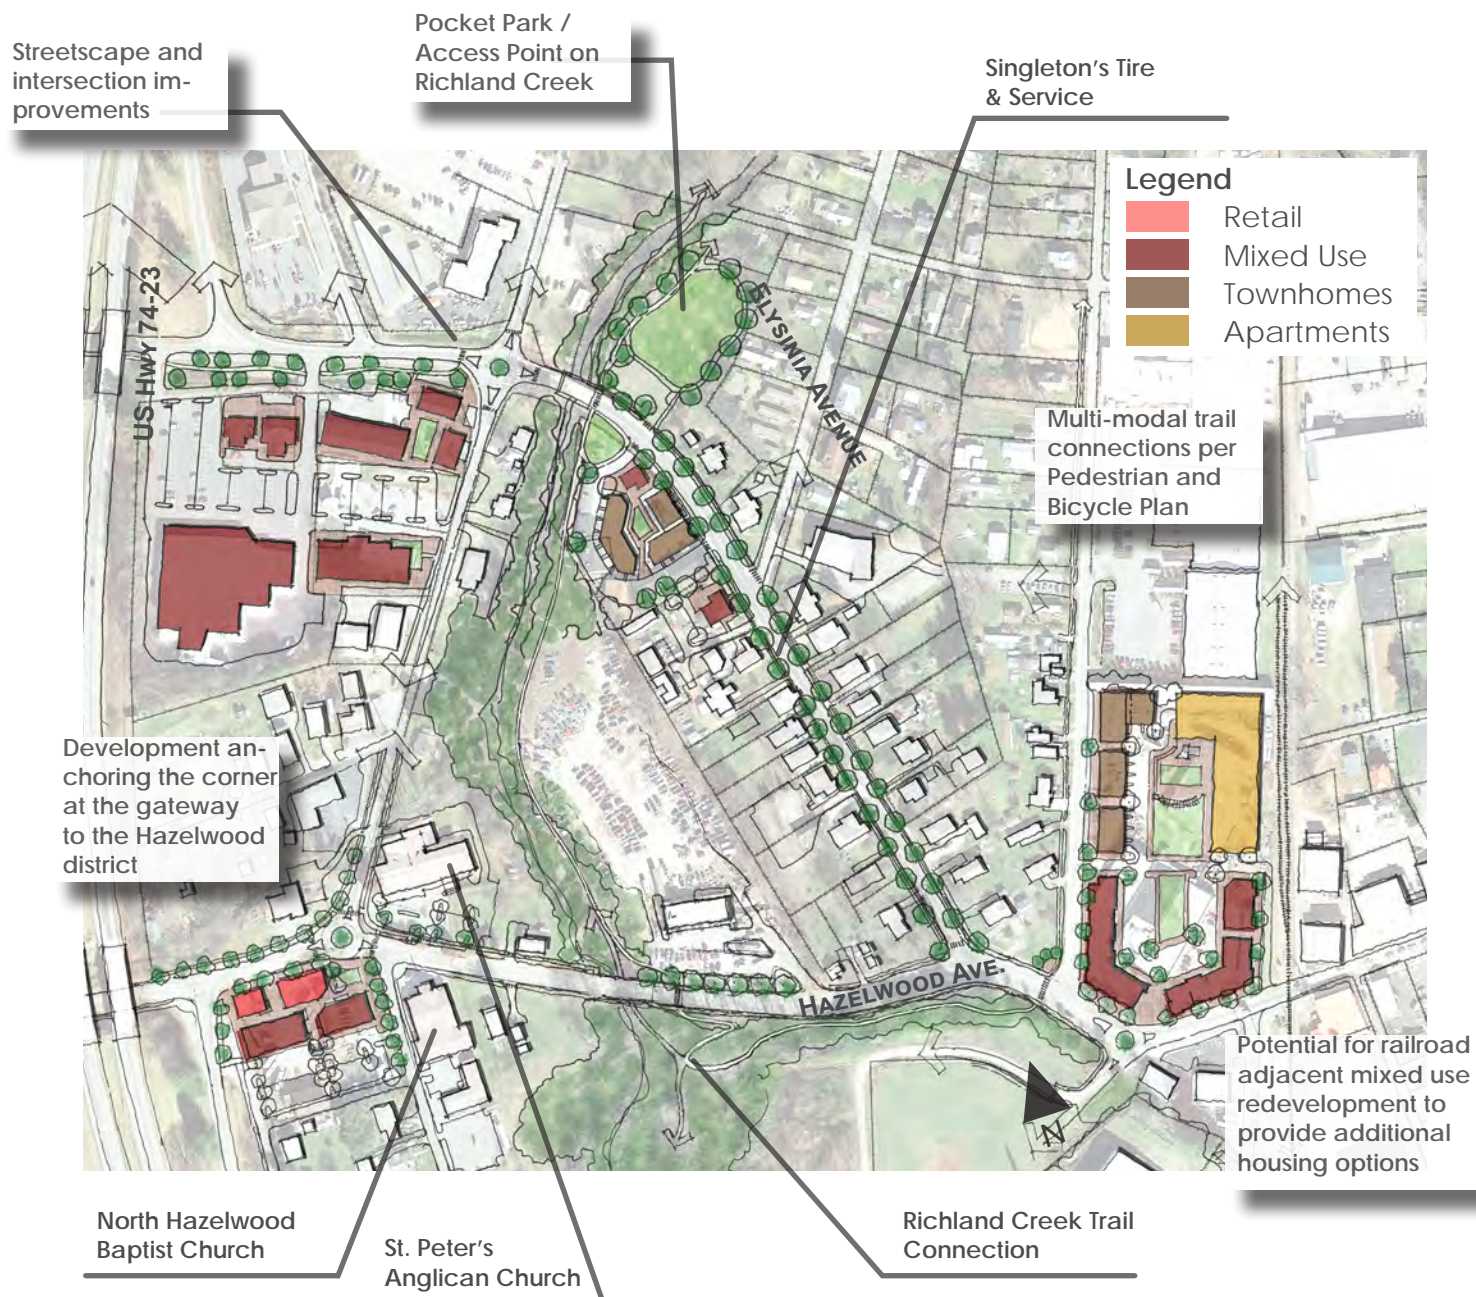 Pocket Park /
Access Point on
Richland Creek
Streetscape and
intersection im-
provements
Singleton's Tire
& Service
Legend
Retail
Mixed Use
Townhomes
Apartments
US Hwy 74-23
Elysinia Avenue
Multi-modal trail
connections per
Pedestrian and
Bicycle Plan
Development an-
choring the corner
at the gateway
to the Hazelwood
district
Hazelwood Ave.
N
Potential for railroad
adjacent mixed use
redevelopment to
provide additional
housing options
North Hazelwood
Baptist Church
St. Peter's
Anglican Church
Richland Creek Trail
Connection